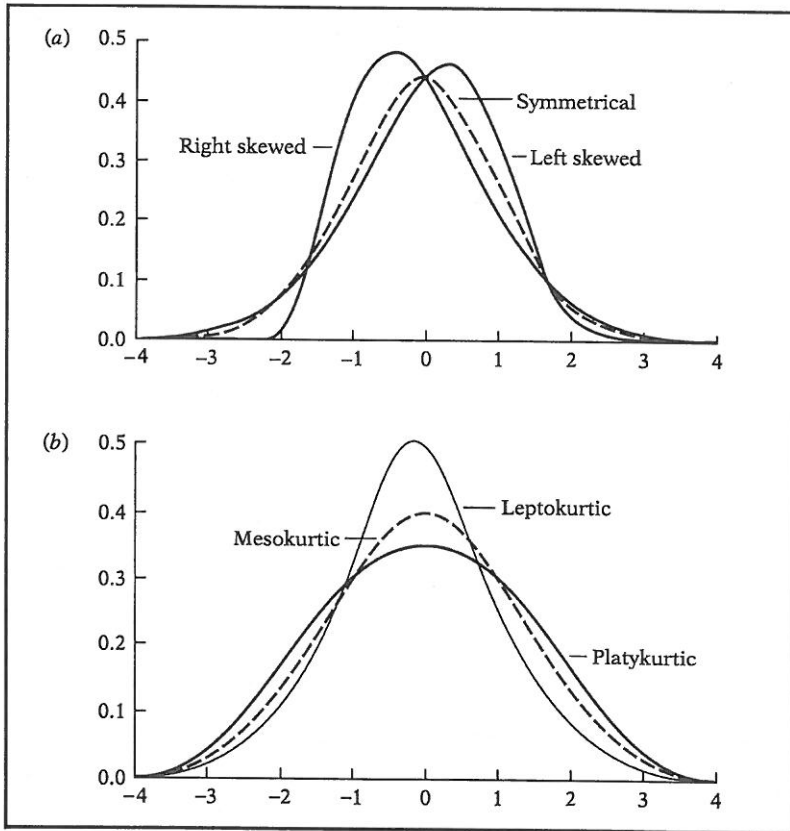 (a)
0.5
0.4
0.3
0.2
0.1
0.0
Symmetrical
Right skewed
Left skewed
–4 –3 –2 –1 0 1 2 3 4
(b)
0.5
0.4
0.3
0.2
0.1
0.0
Leptokurtic
Mesokurtic
Platykurtic
–4 –3 –2 –1 0 1 2 3 4